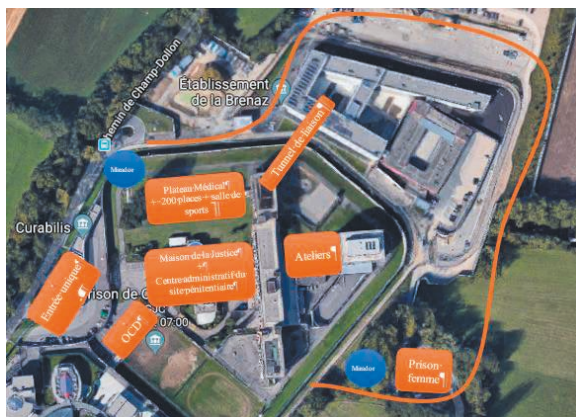 Chemin de Champ-Dollon
Établissement
de la Brenaz
Tunnel de liaison
Mirador
Plateau Médical¶
+-200 places + salle de
sports¶
Curabilis
Maison de la Justice¶
+¶
Centre administratif du
site pénitentiaire¶
Ateliers¶
Entrée unique¶
OCD¶
07:00
Mirador
Prison
femme¶